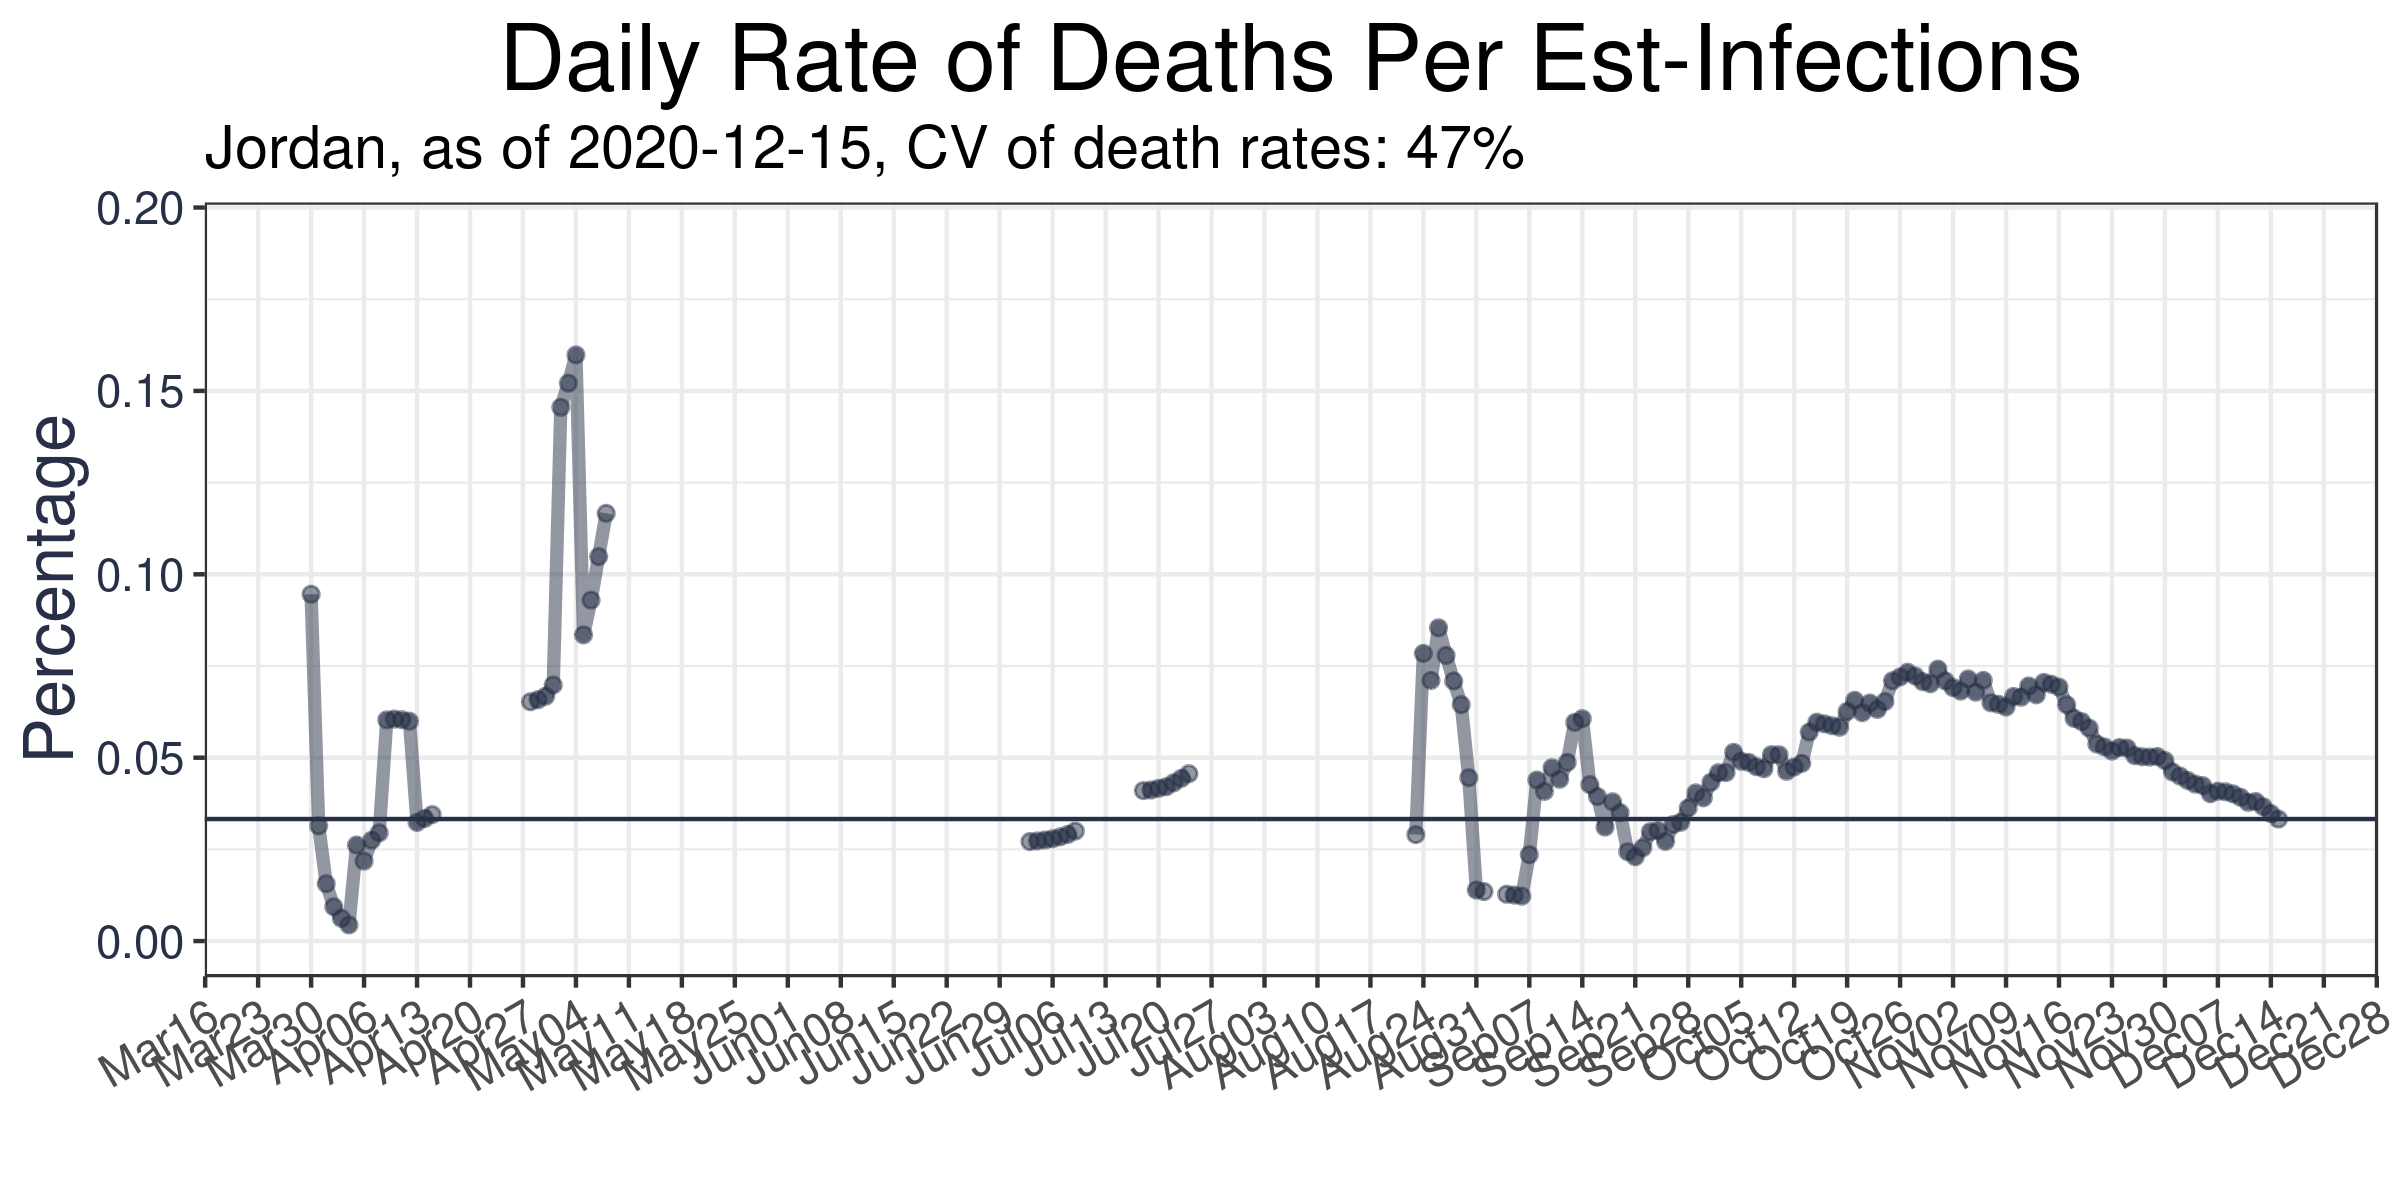 Daily Rate of Deaths Per Est-Infections
Jordan, as of 2020-12-15, CV of death rates: 47%
Percentage
0.20
0.15
0.10
0.05
0.00
Mar16
Mar23
Mar30
Apr06
Apr13
Apr20
Apr27
May04
May11
May18
May25
Jun01
Jun08
Jun15
Jun22
Jun29
Jul06
Jul13
Jul20
Jul27
Aug03
Aug10
Aug17
Aug24
Aug31
Sep07
Sep14
Sep21
Sep28
Oct05
Oct12
Oct19
Oct26
Nov02
Nov09
Nov16
Nov23
Nov30
Dec07
Dec14
Dec21
Dec28